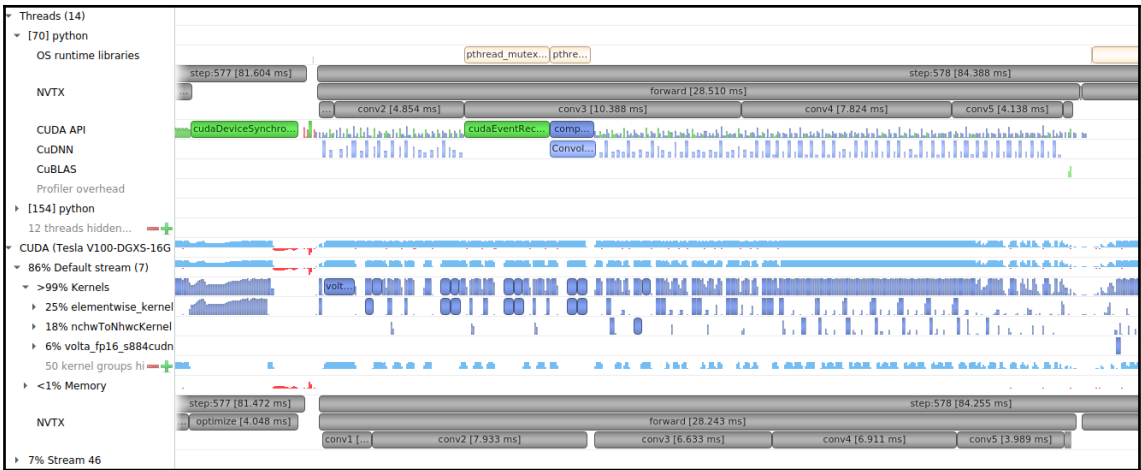 Threads (14)
[70] python
OS runtime libraries
pthread_mutex... pthre...
step:577 [81.604 ms] step:578 [84.388 ms]
NVTX ... forward [28.510 ms]
... conv2 [4.854 ms] conv3 [10.388 ms] conv4 [7.824 ms] conv5 [4.138 ms]
CUDA API cudaDeviceSynchro... cudaEventRec... comp...
CuDNN Convol...
CuBLAS
Profiler overhead
[154] python
12 threads hidden...
CUDA (Tesla V100-DGXS-16G
86% Default stream (7)
>99% Kernels volt...
25% elementwise_kernel
18% nchwToNhwcKernel
6% volta_fp16_s884cudn
50 kernel groups hi
<1% Memory
step:577 [81.472 ms] step:578 [84.255 ms]
NVTX ... optimize [4.048 ms] forward [28.243 ms]
conv1 [... conv2 [7.933 ms] conv3 [6.633 ms] conv4 [6.911 ms] conv5 [3.989 ms]
7% Stream 46